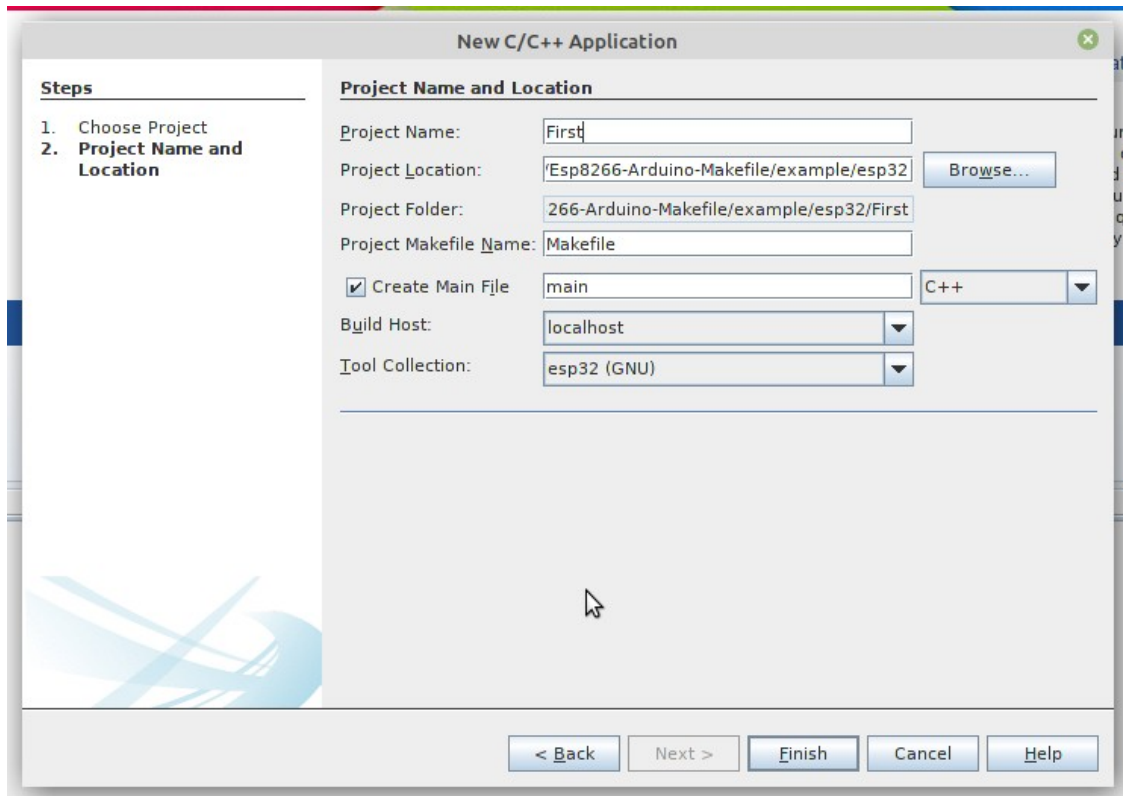 New C/C++ Application
Steps
1. Choose Project
2. Project Name and
Location
Project Name and Location
Project Name: First
Project Location: 'Esp8266-Arduino-Makefile/example/esp32 Browse...
Project Folder: 266-Arduino-Makefile/example/esp32/First
Project Makefile Name: Makefile
Create Main File main C++
Build Host: localhost
Tool Collection: esp32 (GNU)
< Back Next > Finish Cancel Help